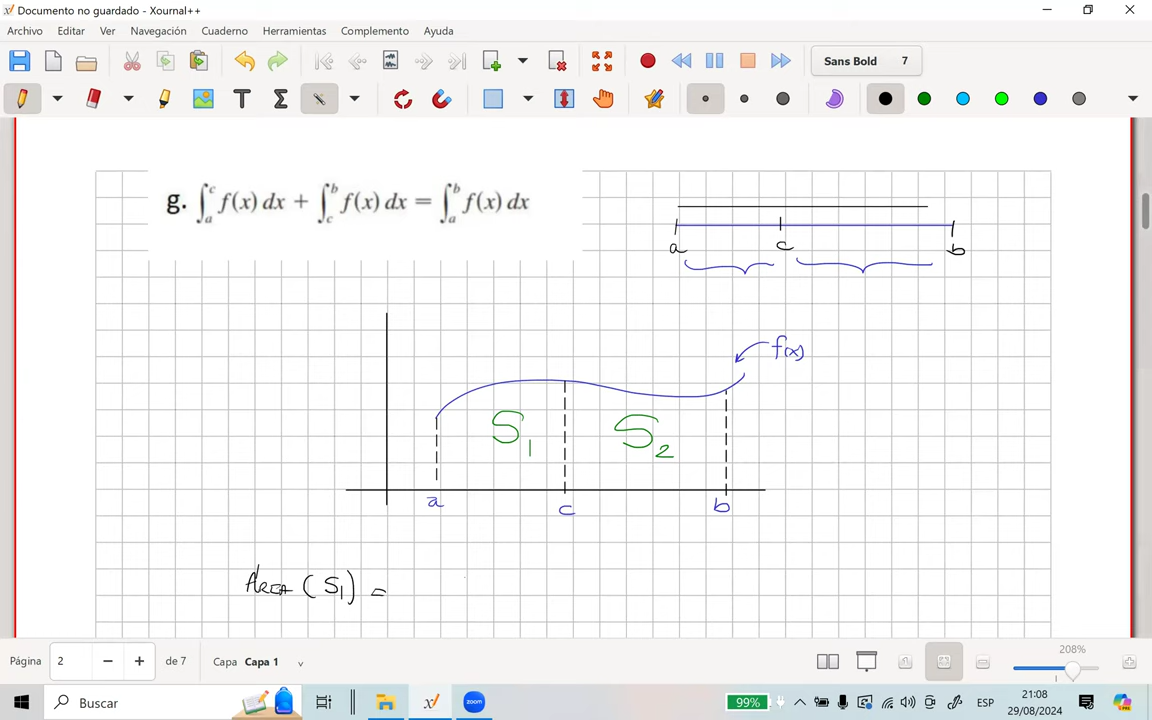 Documento no guardado - Xournal++
Archivo Editar Ver Navegación Cuaderno Herramientas Complemento Ayuda
Sans Bold 7
g. ∫_a^c f(x) dx + ∫_c^b f(x) dx = ∫_a^b f(x) dx
a c b
f(x)
S₁ S₂
a c b
Area (S₁) =
Página 2 de 7 Capa Capa 1 208%
Buscar 99% ESP 21:08
29/08/2024